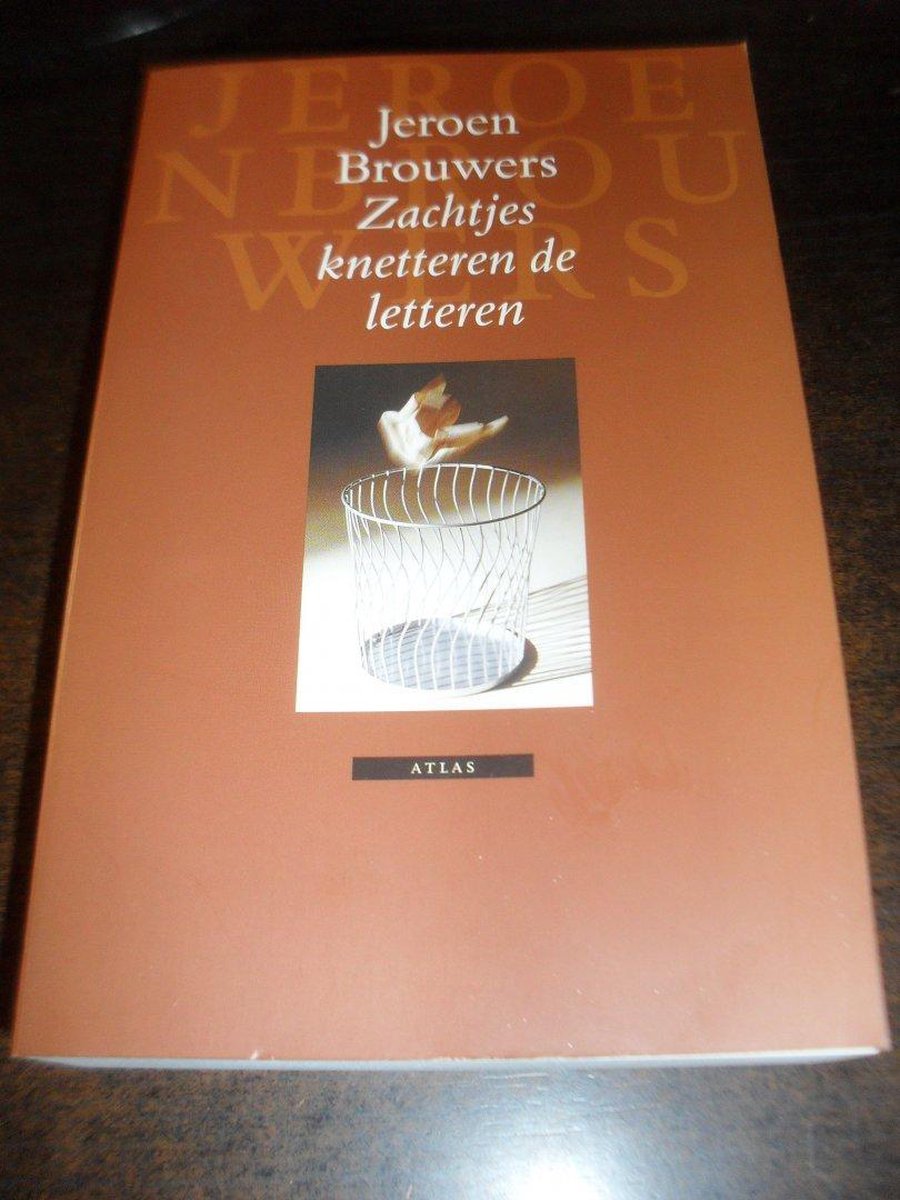 JEROE
NBROU
WERS
Jeroen
Brouwers
Zachtjes
knetteren de
letteren
ATLAS